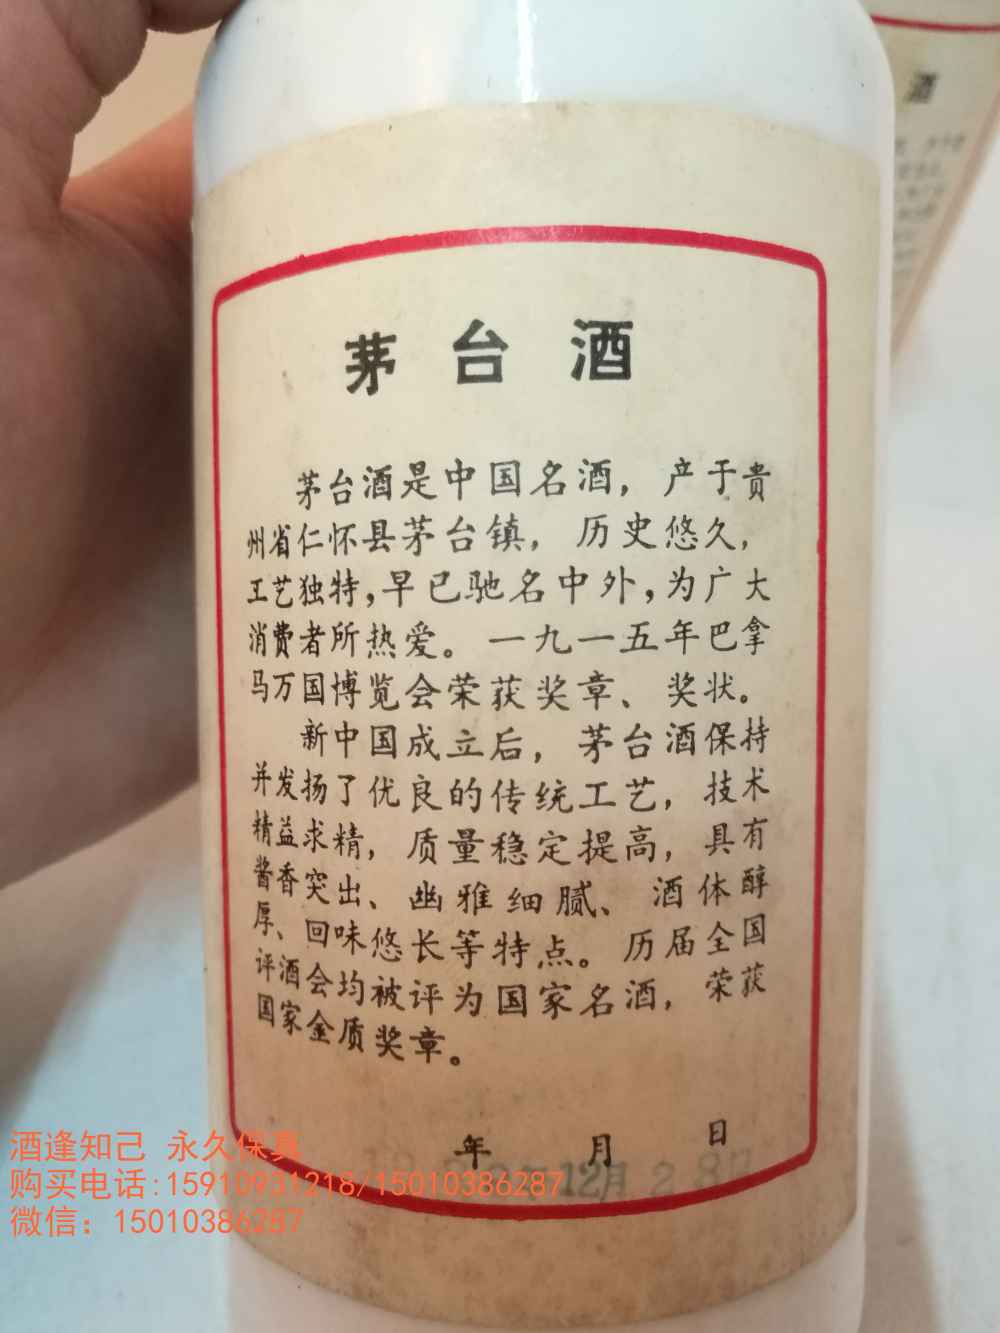 茅台酒
茅台酒是中国名酒，产于贵
州省仁怀县茅台镇，历史悠久，
工艺独特，早已驰名中外，为广大
消费者所热爱。一九一五年巴拿
马万国博览会荣获奖章、奖状。
新中国成立后，茅台酒保持
并发扬了优良的传统工艺，技术
精益求精，质量稳定提高，具有
酱香突出、幽雅细腻、酒体醇
厚、回味悠长等特点。历届全国
评酒会均被评为国家名酒，荣获
国家金质奖章。
年 月 日
12月28日
酒逢知己 永久保真
购买电话:15910931218/15010386287
微信：15010386287
酒